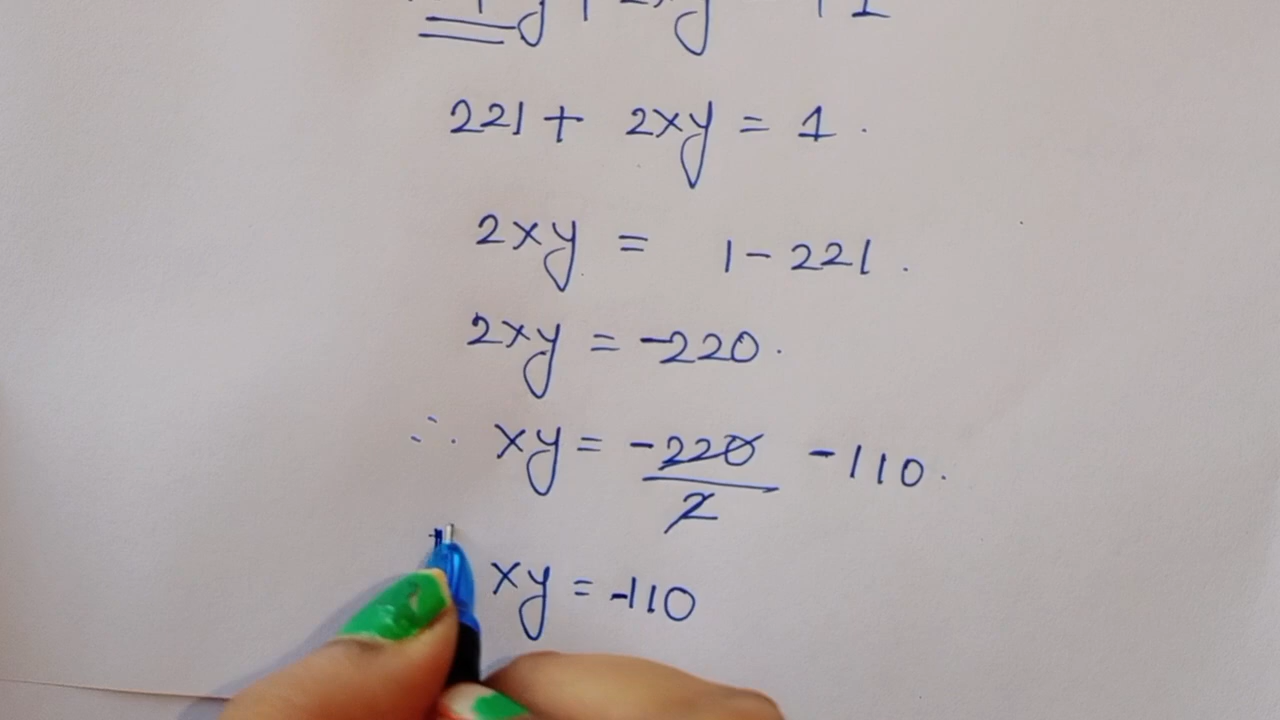 221 + 2xy = 1.
2xy = 1 - 221.
2xy = -220.
∴ xy = -220/2 -110.
xy = -110